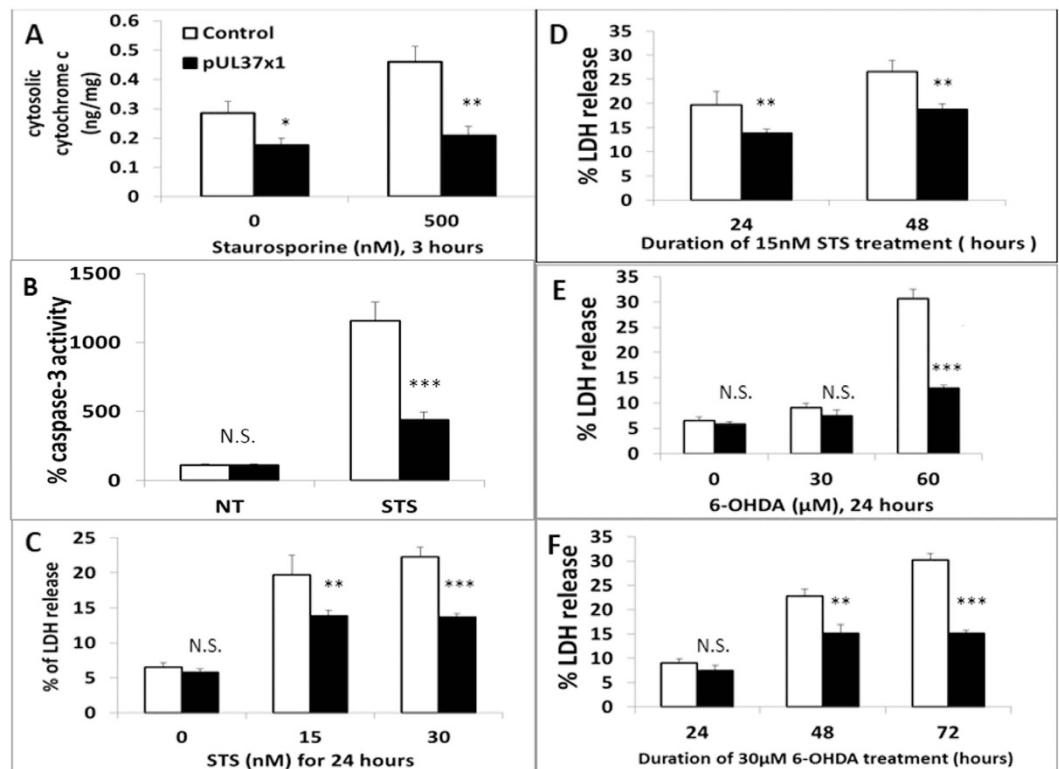 A
0.6
0.5
0.4
0.3
0.2
0.1
0
cytosolic
cytochrome c
(ng/mg)
Control
pUL37x1
*
**
0 500
Staurosporine (nM), 3 hours
B
1500
1000
500
0
% caspase-3 activity
N.S.
***
NT STS
C
25
20
15
10
5
0
% of LDH release
N.S.
**
***
0 15 30
STS (nM) for 24 hours
D
35
30
25
20
15
10
5
0
% LDH release
**
**
24 48
Duration of 15nM STS treatment ( hours )
E
35
30
25
20
15
10
5
0
% LDH release
N.S.
N.S.
***
0 30 60
6-OHDA (µM), 24 hours
F
35
30
25
20
15
10
5
0
% LDH release
N.S.
**
***
24 48 72
Duration of 30µM 6-OHDA treatment (hours)